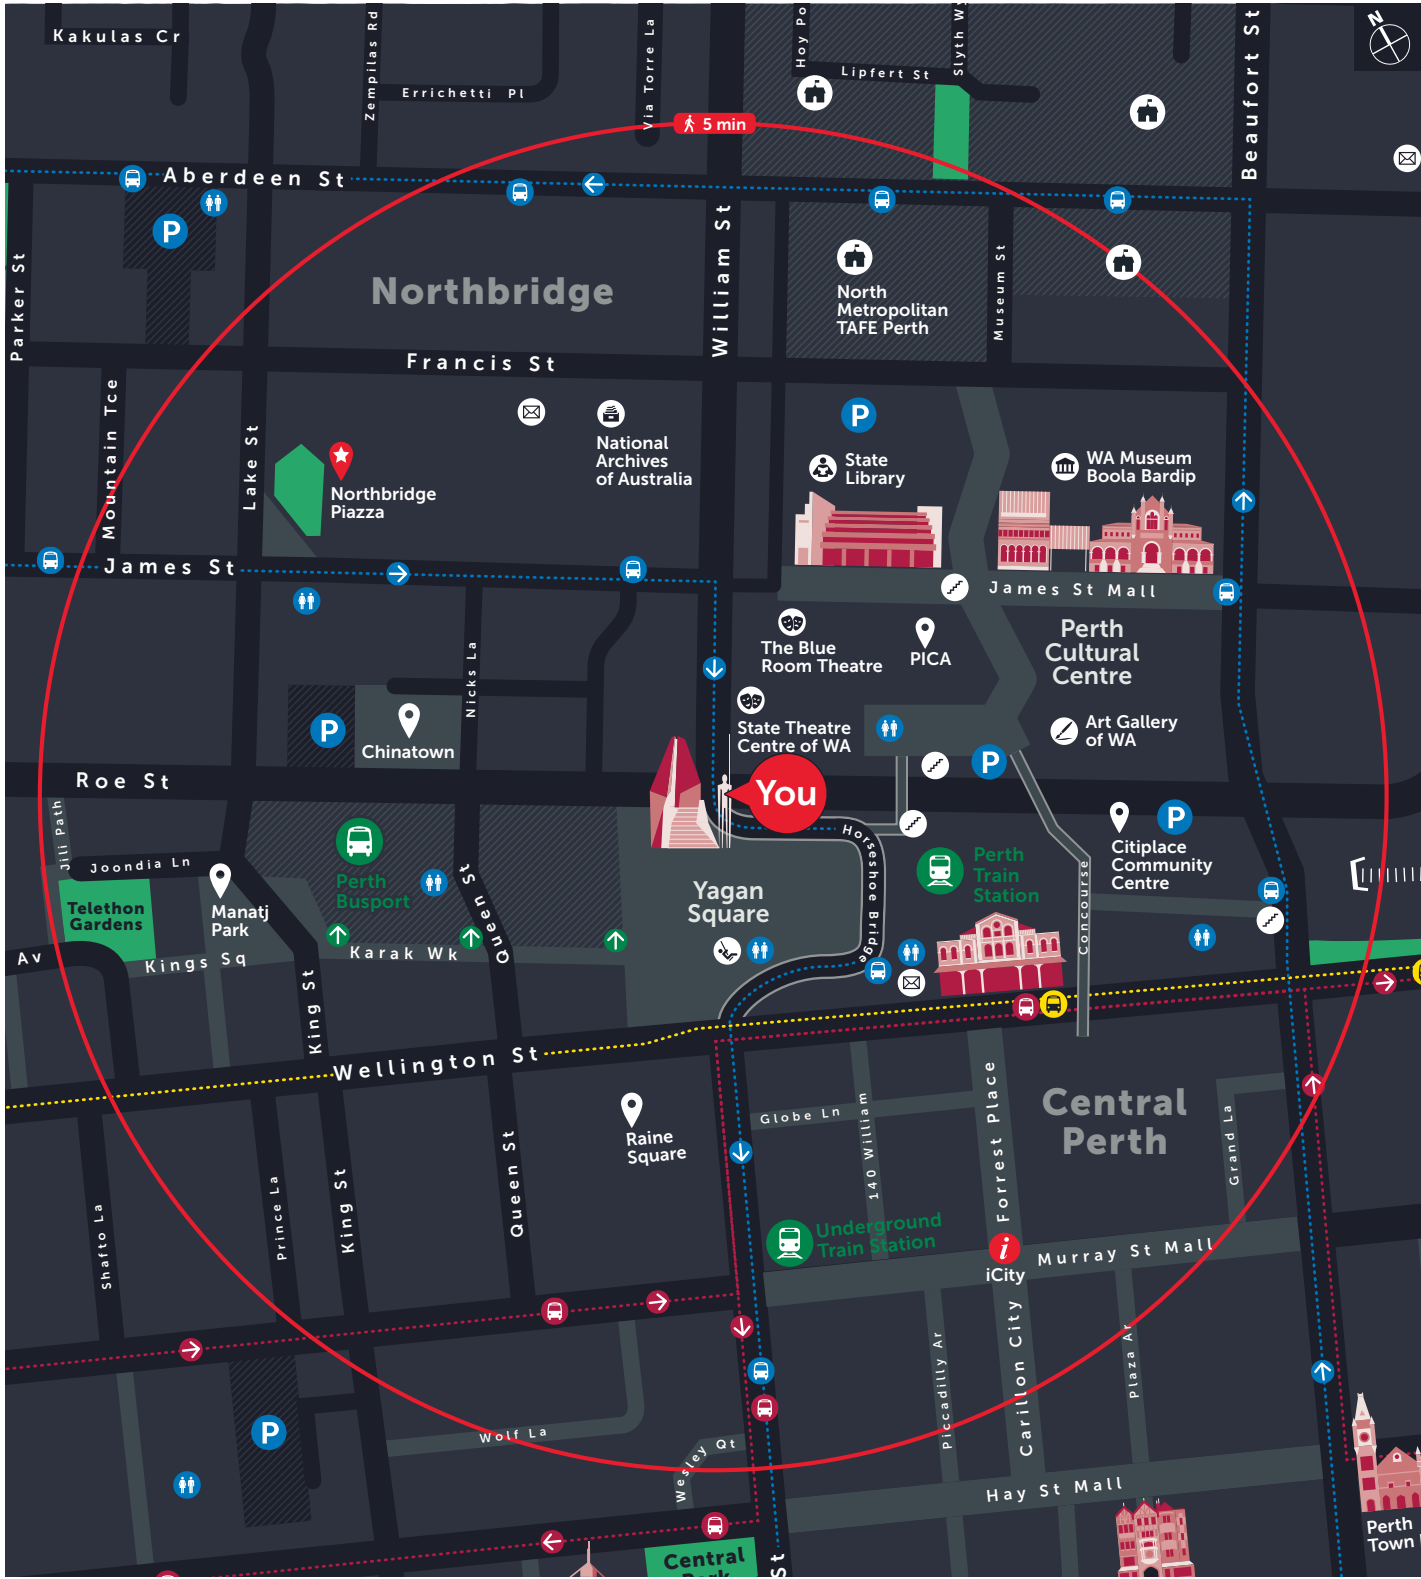 Kakulas Cr
Zempilas Rd
Errichetti Pl
Via Torre La
Hoy Po
Lipfert St
Slyth W
Beaufort St
N
5 min
Aberdeen St
P
Parker St
Northbridge
William St
North
Metropolitan
TAFE Perth
Museum St
Francis St
Mountain Tce
Lake St
Northbridge
Piazza
National
Archives
of Australia
P
State
Library
WA Museum
Boola Bardip
James St
James St Mall
Nicks La
The Blue
Room Theatre
PICA
Perth
Cultural
Centre
P
Chinatown
State Theatre
Centre of WA
Art Gallery
of WA
P
Roe St
You
Jili Path
Joondia Ln
Horseshoe Bridge
Citiplace
Community
Centre
P
Telethon
Gardens
Manatj
Park
Perth
Busport
Queen St
Yagan
Square
Perth
Train
Station
Concourse
Av
Kings Sq
Karak Wk
King St
Wellington St
Raine
Square
Globe Ln
140 William
Forrest Place
Central
Perth
Grand La
Shafto La
Prince La
King St
Queen St
Underground
Train Station
i
iCity
Murray St Mall
Piccadilly Ar
Carillon City
Plaza Ar
P
Wolf La
Wesley Qt
Hay St Mall
Central
Park
St
Perth
Town